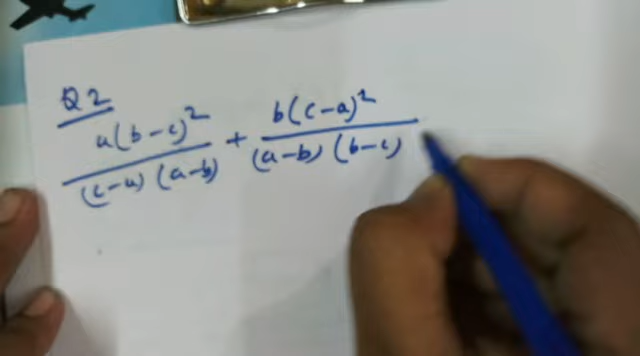 Q2
a(b-c)² / (c-a)(a-b) + b(c-a)² / (a-b)(b-c)